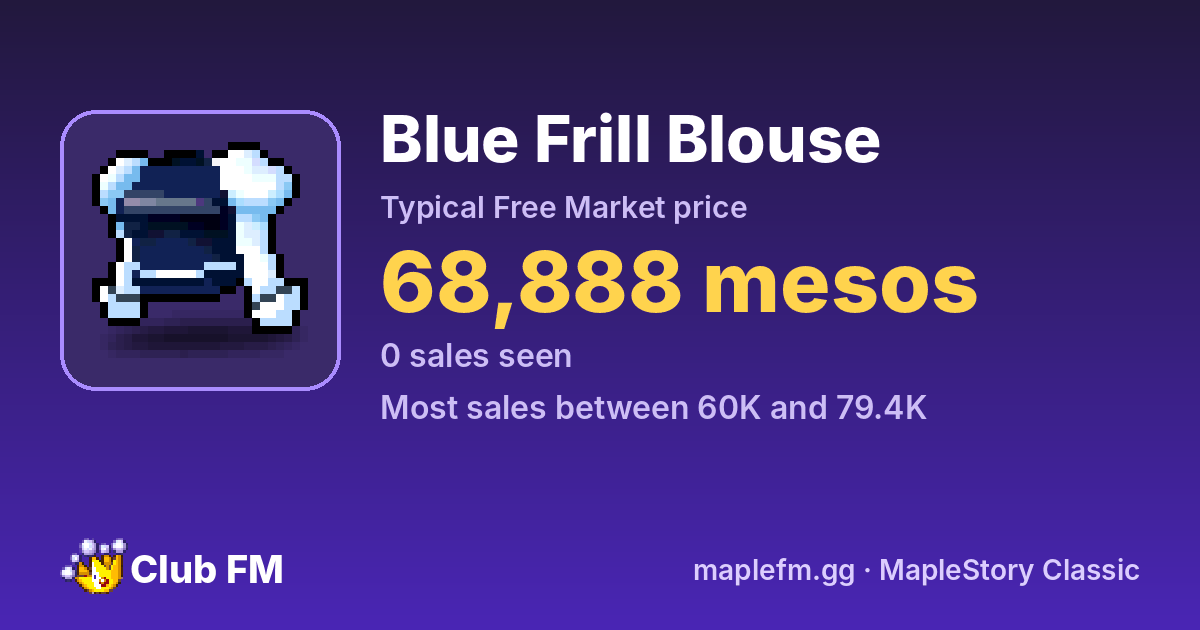 Blue Frill Blouse
Typical Free Market price
68,888 mesos
0 sales seen
Most sales between 60K and 79.4K
Club FM
maplefm.gg · MapleStory Classic